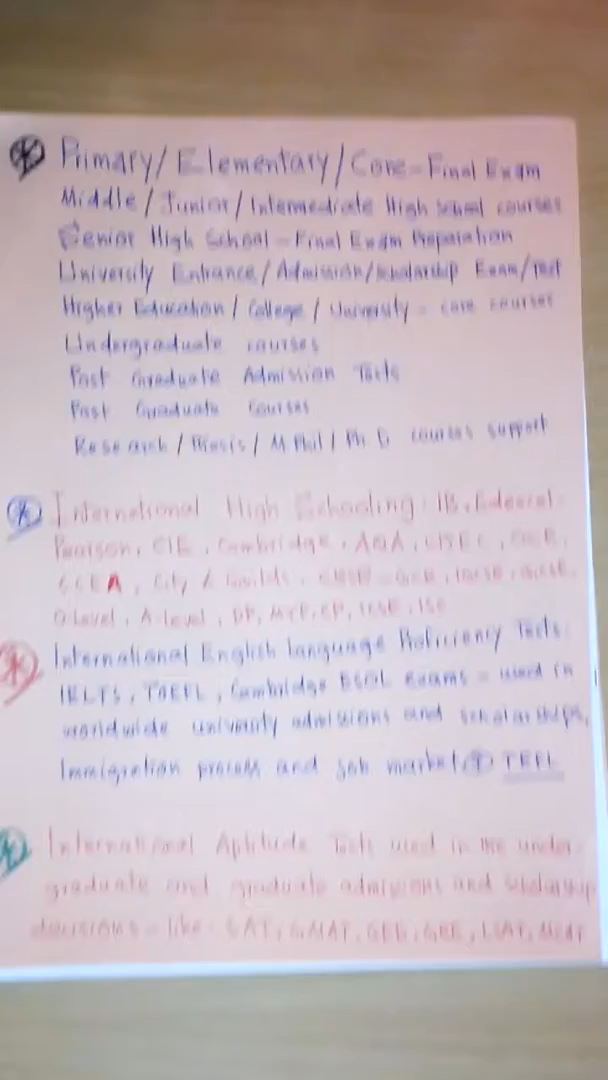 Primary/Elementary/Core-Final Exam
Middle/Junior/Intermediate High school courses
Senior High School - Final Exam Preparation
University Entrance/Admission/scholarship Exam/test
Higher Education/College/University - core courses
Undergraduate courses
Post Graduate Admission Tests
Post Graduate Courses
Research/Thesis/M Phil/Ph D courses support
International High Schooling: IB, Edexcel-
Pearson, CIE, Cambridge, AQA,
CCEA, City & Guilds,
O Level, A-level, DP, MYP,
International English Language Proficiency Tests:
IELTS, TOEFL, Cambridge ESOL Exams - used in
worldwide university admissions and scholarships,
Immigration process and job market TEFL
International Aptitude Tests used in the under-
graduate and graduate admissions and scholarship
decisions - like: SAT, GMAT, GRE, LSAT,